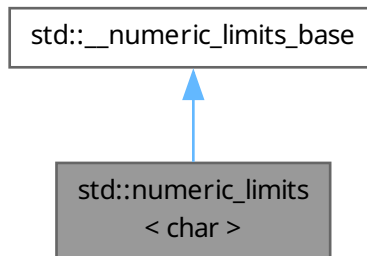 std::__numeric_limits_base
std::numeric_limits
< char >